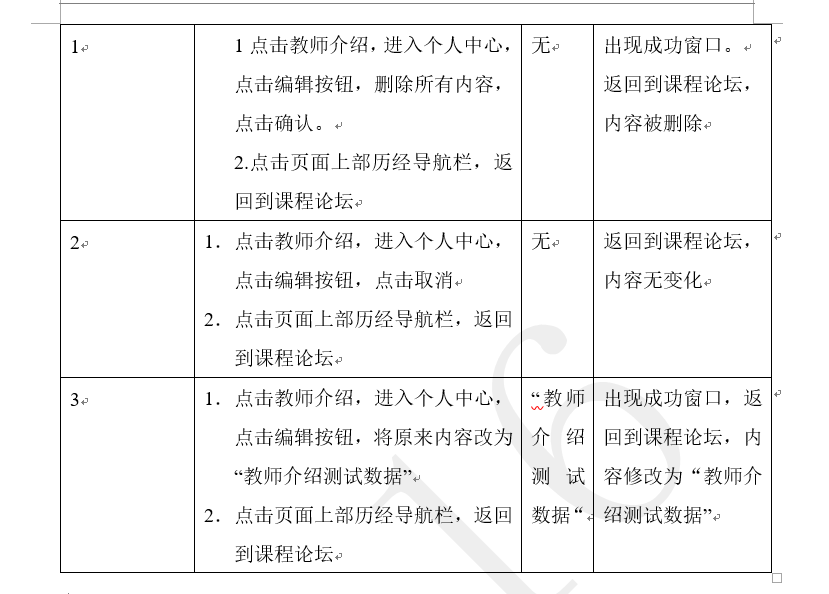 1
1 点击教师介绍，进入个人中心，
点击编辑按钮，删除所有内容，
点击确认。
2.点击页面上部历经导航栏，返
回到课程论坛
无
出现成功窗口。
返回到课程论坛，
内容被删除
2
1. 点击教师介绍，进入个人中心，
点击编辑按钮，点击取消
2. 点击页面上部历经导航栏，返回
到课程论坛
无
返回到课程论坛，
内容无变化
3
1. 点击教师介绍，进入个人中心，
点击编辑按钮，将原来内容改为
“教师介绍测试数据”
2. 点击页面上部历经导航栏，返回
到课程论坛
“教师
介绍
测试
数据“
出现成功窗口，返
回到课程论坛，内
容修改为“教师介
绍测试数据”
16